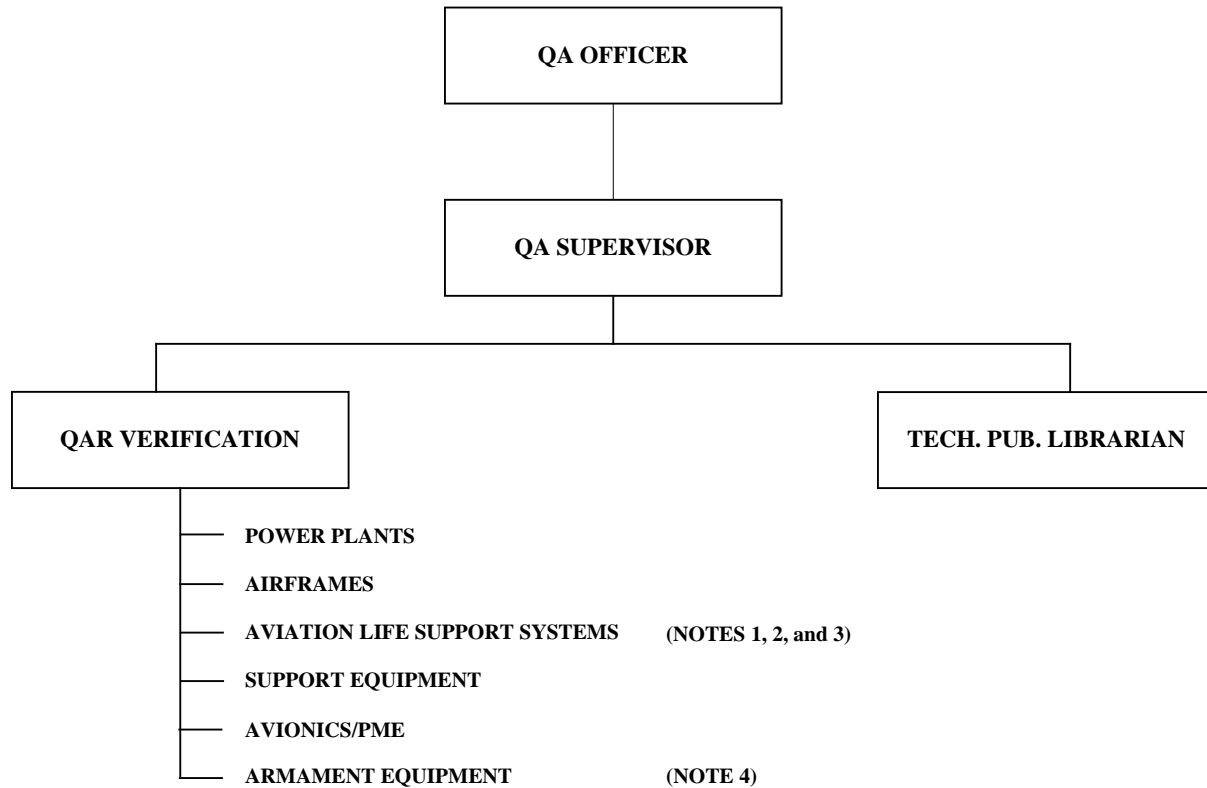 QA OFFICER
QA SUPERVISOR
QAR VERIFICATION
TECH. PUB. LIBRARIAN
POWER PLANTS
AIRFRAMES
AVIATION LIFE SUPPORT SYSTEMS (NOTES 1, 2, and 3)
SUPPORT EQUIPMENT
AVIONICS/PME
ARMAMENT EQUIPMENT (NOTE 4)